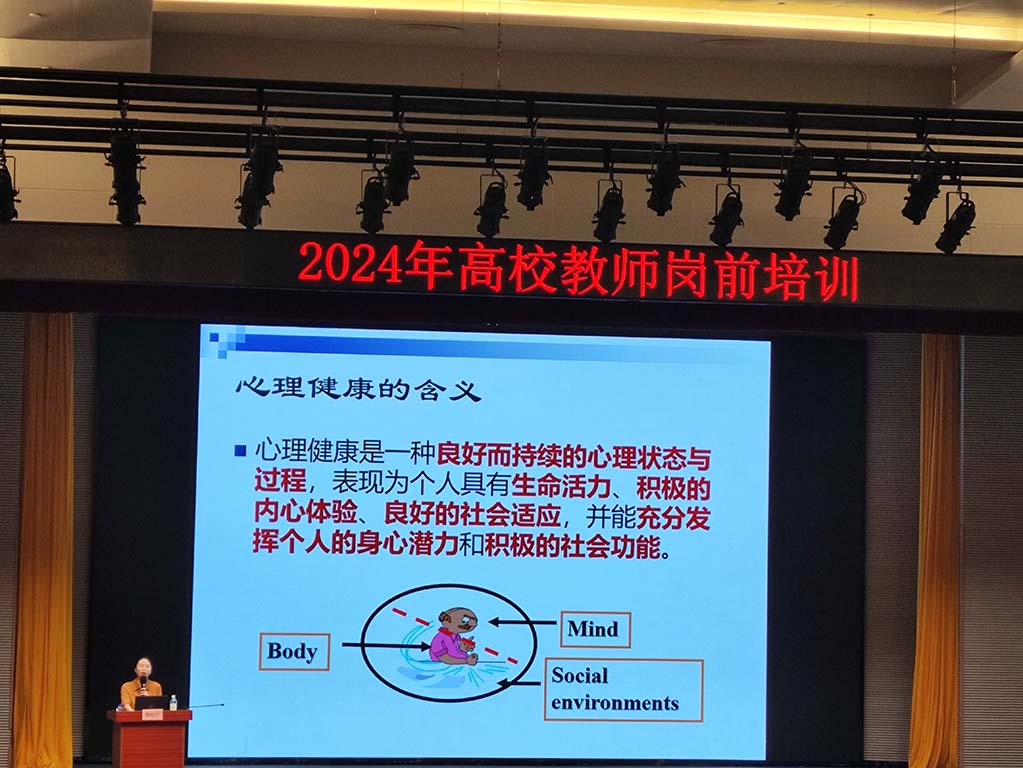 2024年高校教师岗前培训
心理健康的含义
心理健康是一种良好而持续的心理状态与
过程，表现为个人具有生命活力、积极的
内心体验、良好的社会适应，并能充分发
挥个人的身心潜力和积极的社会功能。
Body
Mind
Social
environments